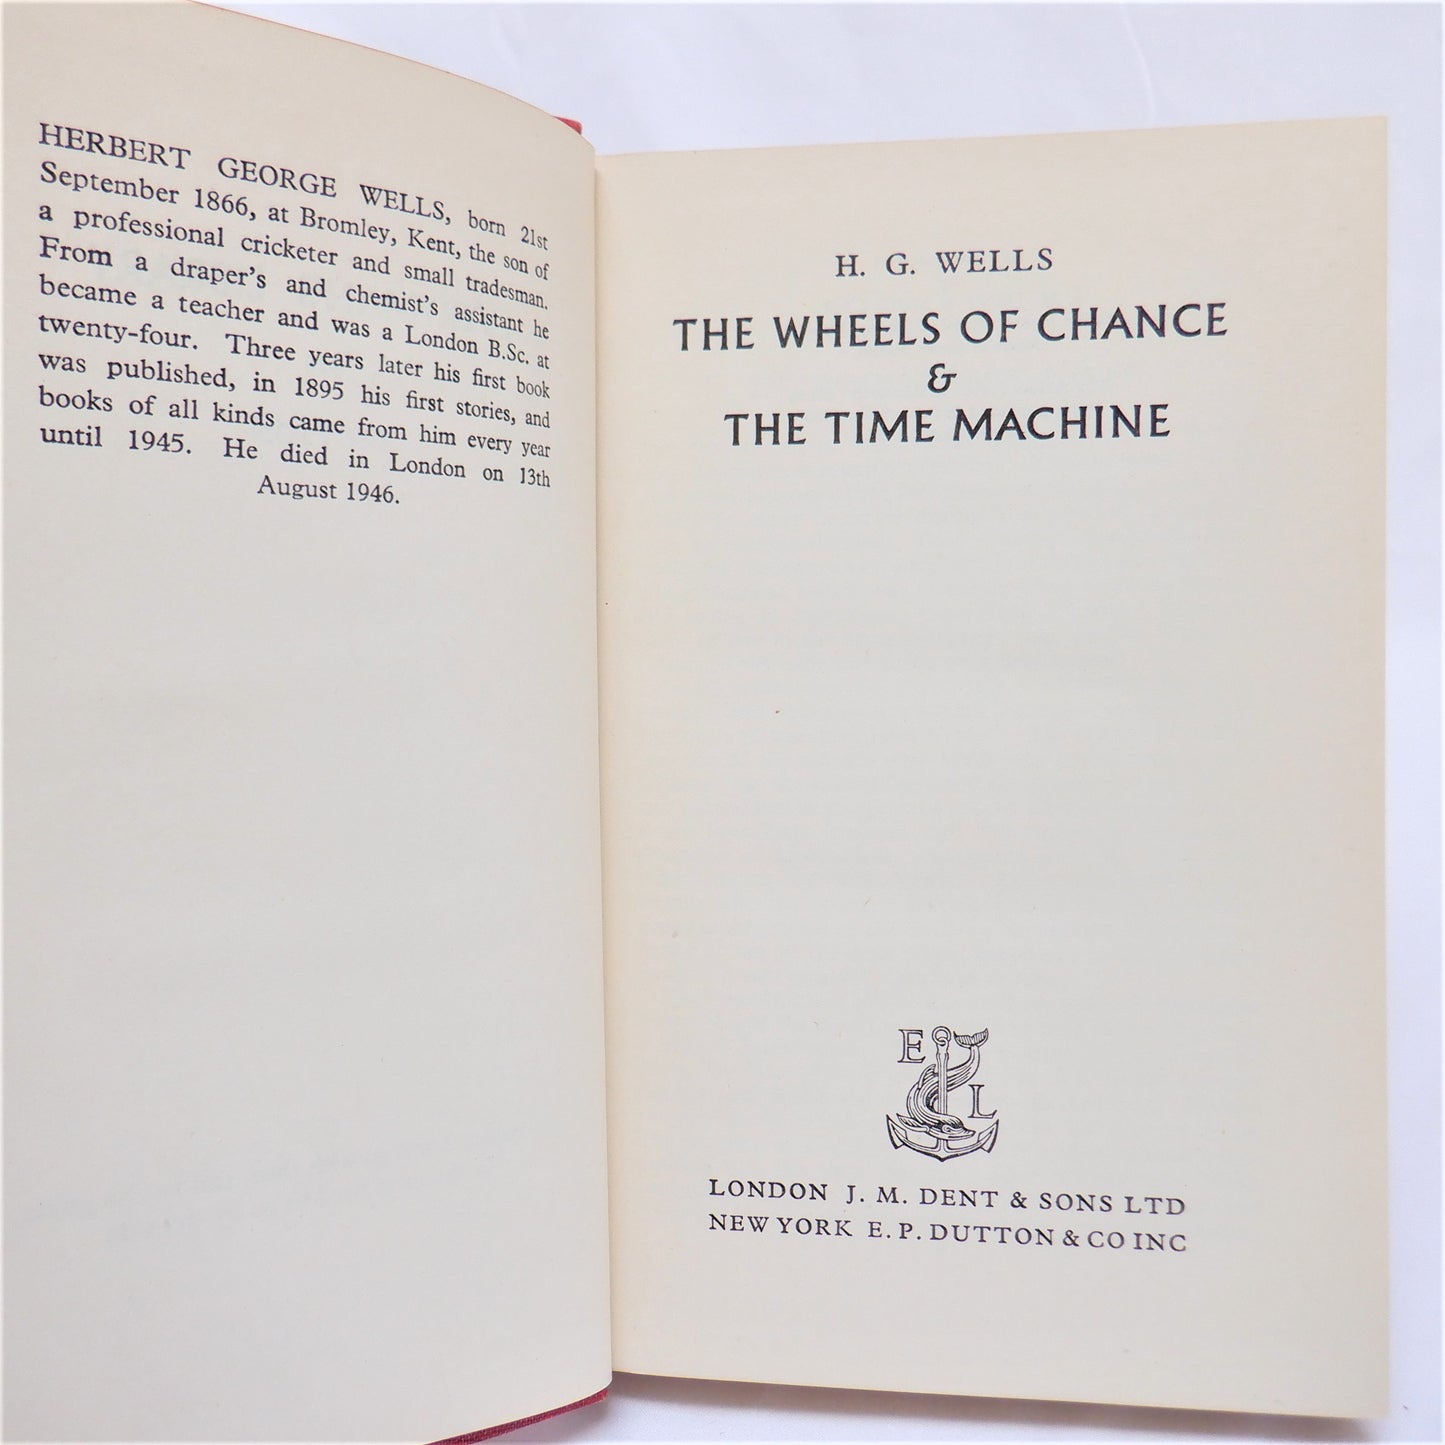 HERBERT GEORGE WELLS, born 21st
September 1866, at Bromley, Kent, the son of
a professional cricketer and small tradesman.
From a draper's and chemist's assistant he
became a teacher and was a London B.Sc. at
twenty-four. Three years later his first book
was published, in 1895 his first stories, and
books of all kinds came from him every year
until 1945. He died in London on 13th
August 1946.
H. G. WELLS
THE WHEELS OF CHANCE
&
THE TIME MACHINE
E
L
LONDON J. M. DENT & SONS LTD
NEW YORK E. P. DUTTON & CO INC